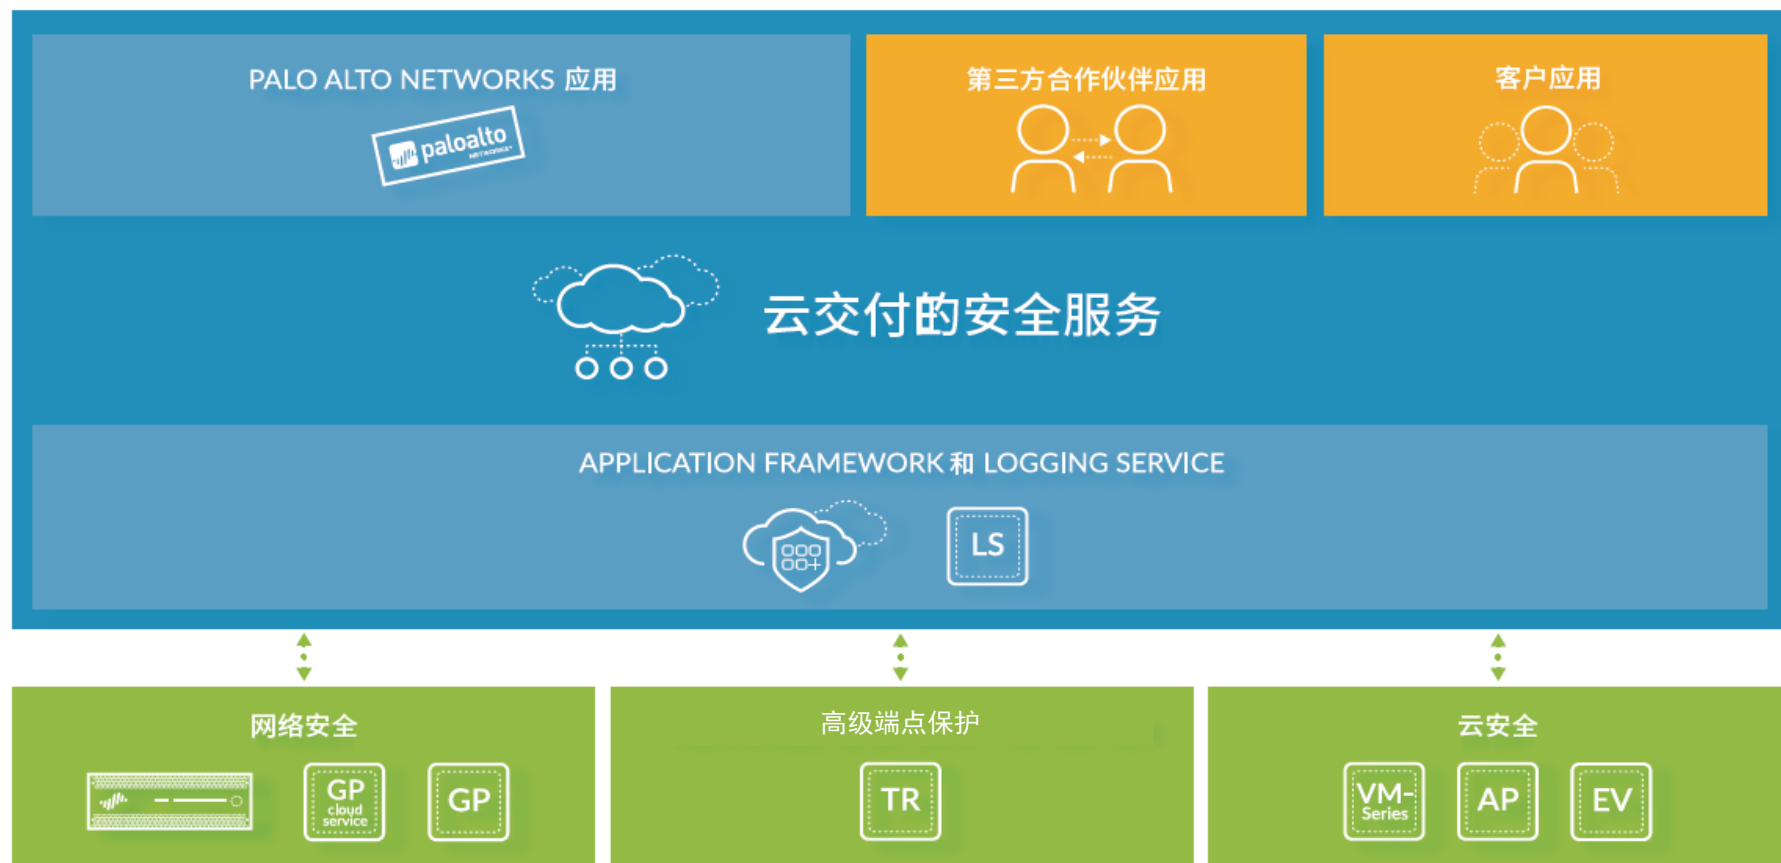 PALO ALTO NETWORKS 应用
paloalto
NETWORKS
第三方合作伙伴应用
客户应用
云交付的安全服务
APPLICATION FRAMEWORK 和 LOGGING SERVICE
LS
网络安全
GP
cloud
service
GP
高级端点保护
TR
云安全
VM-
Series
AP
EV